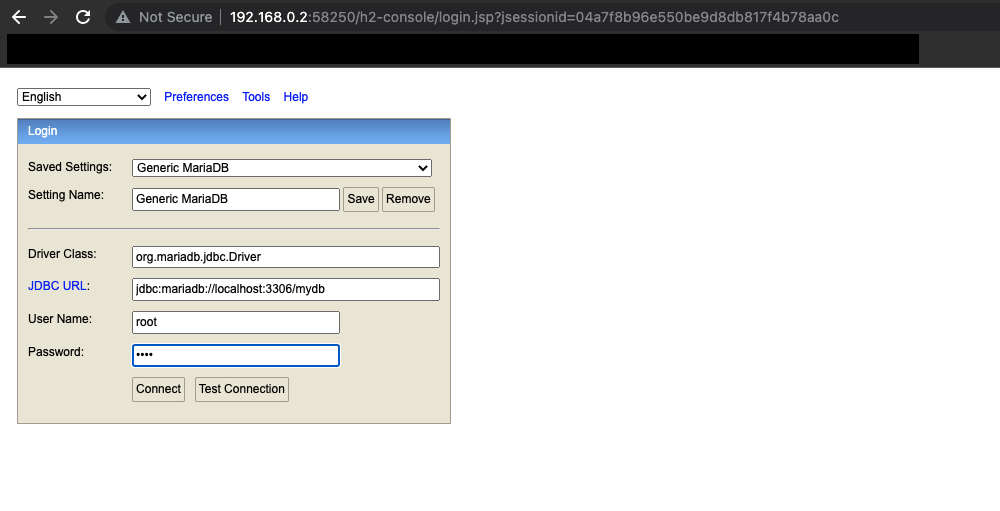 Not Secure | 192.168.0.2:58250/h2-console/login.jsp?jsessionid=04a7f8b96e550be9d8db817f4b78aa0c
English Preferences Tools Help
Login
Saved Settings: Generic MariaDB
Setting Name: Generic MariaDB Save Remove
Driver Class: org.mariadb.jdbc.Driver
JDBC URL: jdbc:mariadb://localhost:3306/mydb
User Name: root
Password: ••••
Connect Test Connection